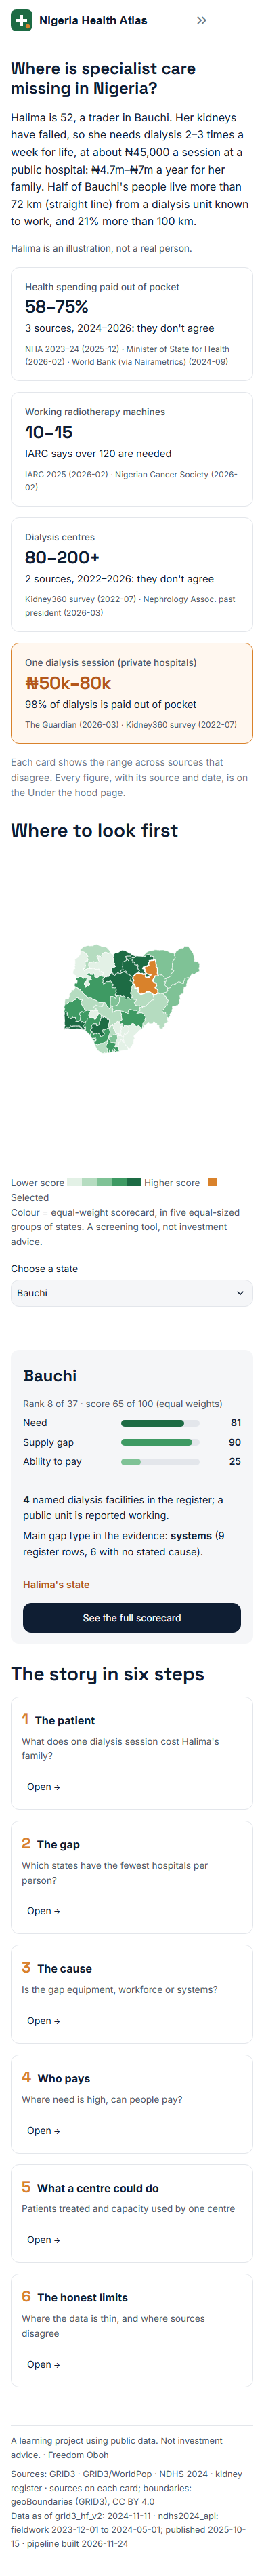 Nigeria Health Atlas
Where is specialist care
missing in Nigeria?
Halima is 52, a trader in Bauchi. Her kidneys
have failed, so she needs dialysis 2–3 times a
week for life, at about ₦45,000 a session at a
public hospital: ₦4.7m–₦7m a year for her
family. Half of Bauchi's people live more than
72 km (straight line) from a dialysis unit known
to work, and 21% more than 100 km.
Halima is an illustration, not a real person.
Health spending paid out of pocket
58–75%
3 sources, 2024–2026: they don't agree
NHA 2023–24 (2025-12) · Minister of State for Health
(2026-02) · World Bank (via Nairametrics) (2024-09)
Working radiotherapy machines
10–15
IARC says over 120 are needed
IARC 2025 (2026-02) · Nigerian Cancer Society (2026-
02)
Dialysis centres
80–200+
2 sources, 2022–2026: they don't agree
Kidney360 survey (2022-07) · Nephrology Assoc. past
president (2026-03)
One dialysis session (private hospitals)
₦50k–80k
98% of dialysis is paid out of pocket
The Guardian (2026-03) · Kidney360 survey (2022-07)
Each card shows the range across sources that
disagree. Every figure, with its source and date, is on
the Under the hood page.
Where to look first
Lower score Higher score
Selected
Colour = equal-weight scorecard, in five equal-sized
groups of states. A screening tool, not investment
advice.
Choose a state
Bauchi
Bauchi
Rank 8 of 37 · score 65 of 100 (equal weights)
Need 81
Supply gap 90
Ability to pay 25
4 named dialysis facilities in the register; a
public unit is reported working.
Main gap type in the evidence: systems (9
register rows, 6 with no stated cause).
Halima's state
See the full scorecard
The story in six steps
1 The patient
What does one dialysis session cost Halima's
family?
Open →
2 The gap
Which states have the fewest hospitals per
person?
Open →
3 The cause
Is the gap equipment, workforce or systems?
Open →
4 Who pays
Where need is high, can people pay?
Open →
5 What a centre could do
Patients treated and capacity used by one centre
Open →
6 The honest limits
Where the data is thin, and where sources
disagree
Open →
A learning project using public data. Not investment
advice. · Freedom Oboh
Sources: GRID3 · GRID3/WorldPop · NDHS 2024 · kidney
register · sources on each card; boundaries:
geoBoundaries (GRID3), CC BY 4.0
Data as of grid3_hf_v2: 2024-11-11 · ndhs2024_api:
fieldwork 2023-12-01 to 2024-05-01; published 2025-10-
15 · pipeline built 2026-11-24